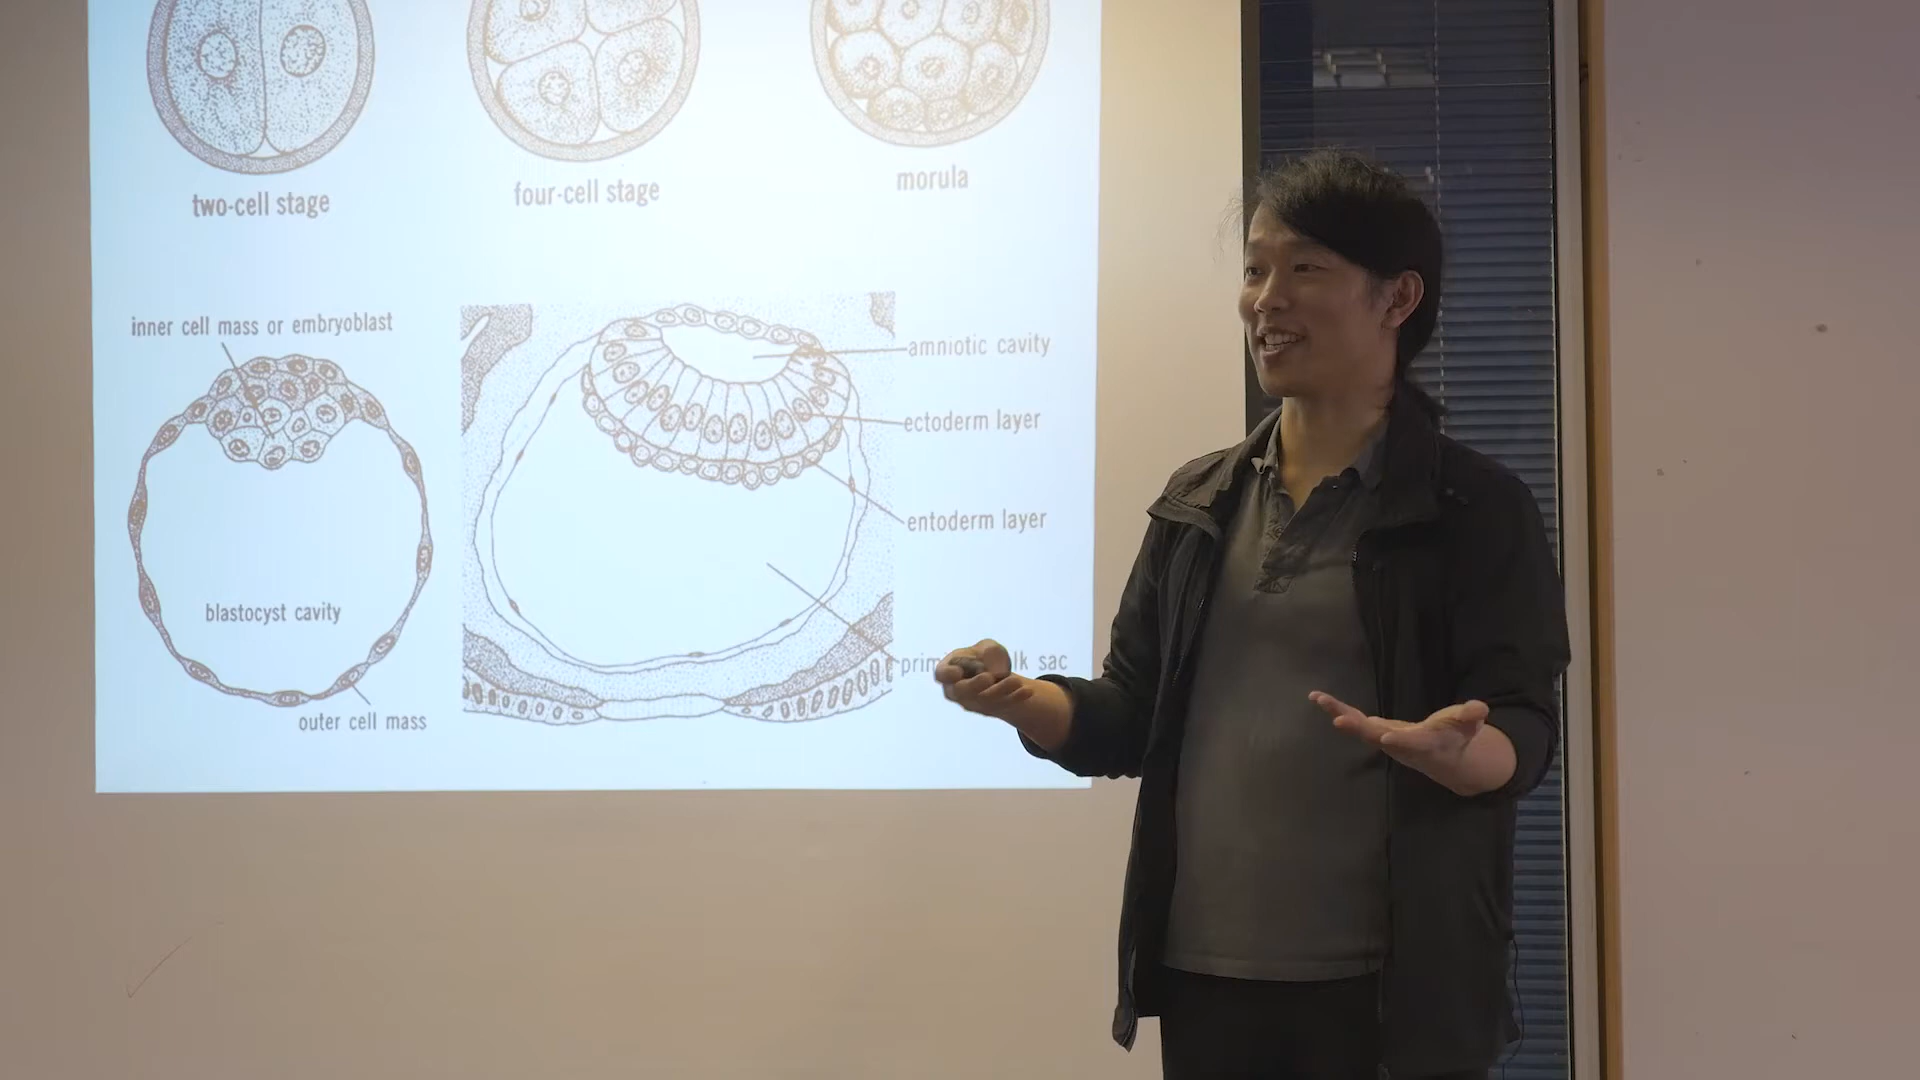 two-cell stage
four-cell stage
morula
inner cell mass or embryoblast
amniotic cavity
ectoderm layer
entoderm layer
blastocyst cavity
sac
outer cell mass